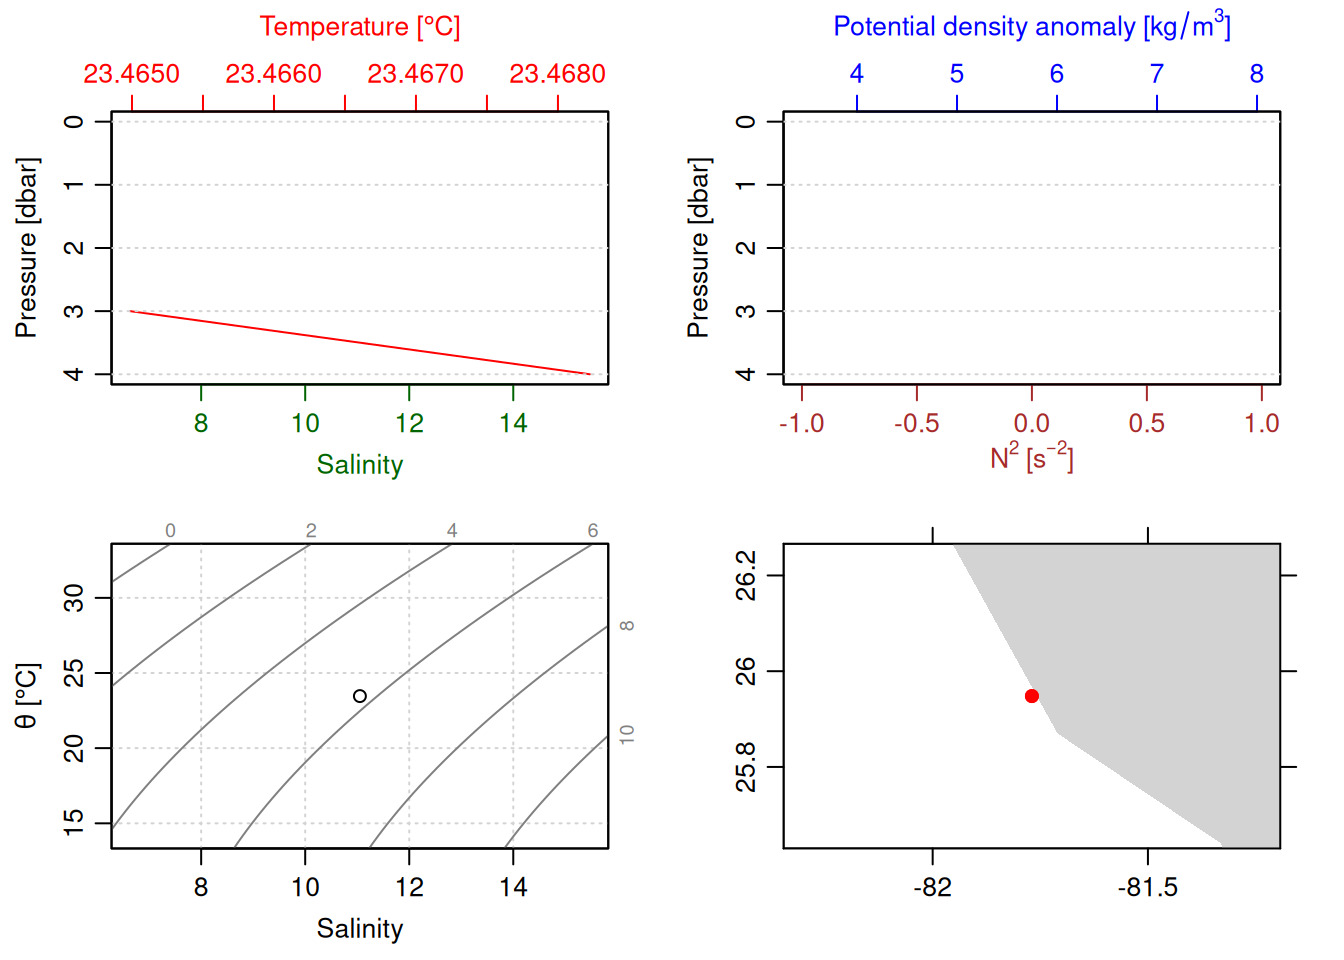 Temperature [°C]
23.4650 23.4660 23.4670 23.4680
0
1
2
3
4
Pressure [dbar]
8 10 12 14
Salinity
Potential density anomaly [kg/m³]
4 5 6 7 8
0
1
2
3
4
Pressure [dbar]
-1.0 -0.5 0.0 0.5 1.0
N² [s⁻²]
0 2 4 6
8
10
30
25
20
15
θ [°C]
8 10 12 14
Salinity
26.2
26
25.8
-82 -81.5